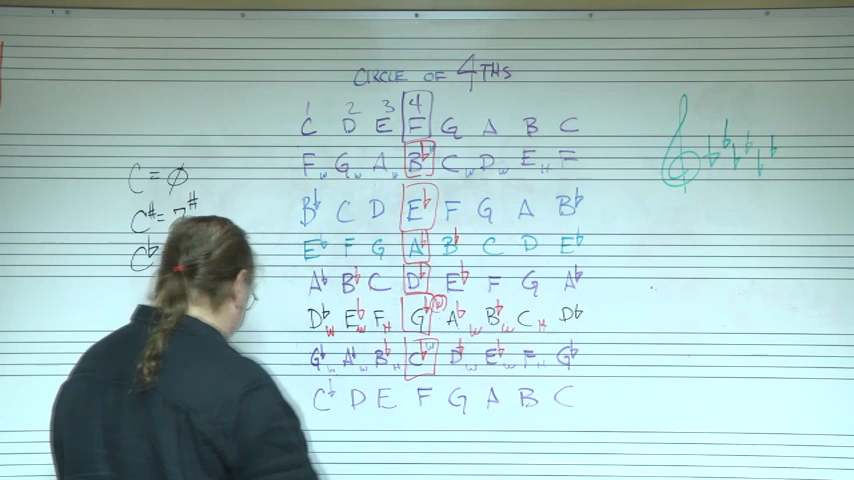 CIRCLE OF 4THS
1 2 3 4
C D E F G A B C
F W G W A W B♭ H C W D W E H F
B♭ C D E♭ F G A B♭
E♭ F G A♭ B♭ C D E♭
A♭ B♭ C D♭ E♭ F G A♭
D♭ W E♭ W F H G♭ W A♭ W B♭ W C H D♭
G♭ W A♭ W B♭ H C♭ W D♭ W E♭ W F H G♭
C♭ D E F G A B C
C = Ø
C# = 7#
C♭